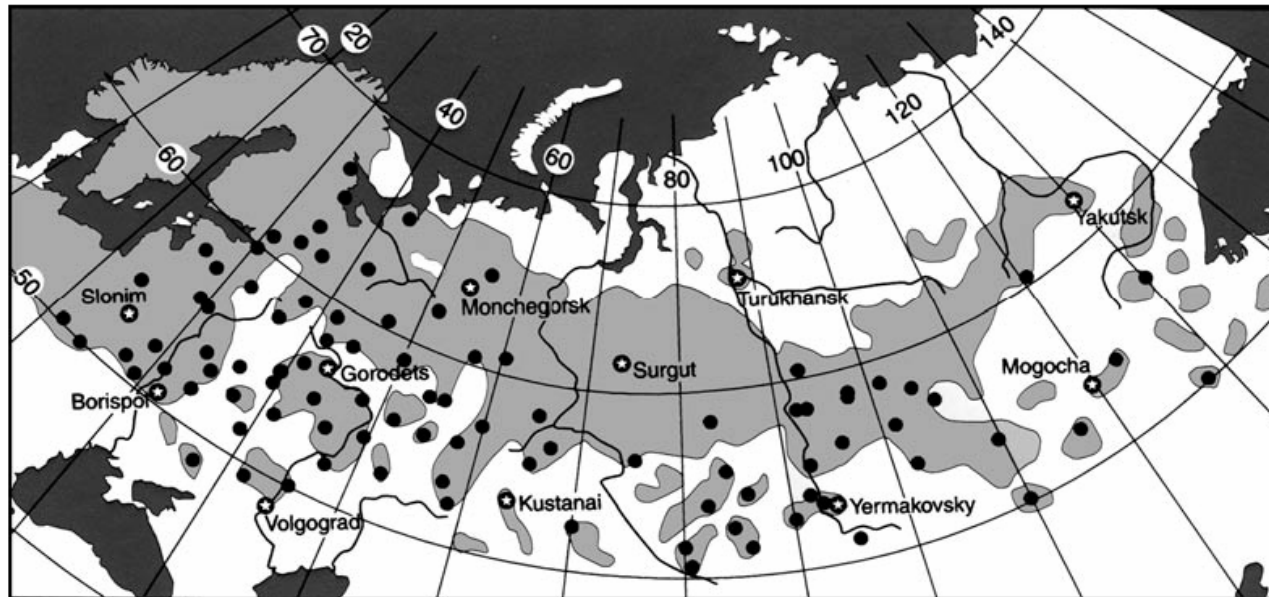 70
20
140
40
120
60
100
80
60
Yakutsk
50
Slonim
Monchegorsk
Turukhansk
Gorodets
Surgut
Mogocha
Borispol
Kustanai
Yermakovsky
Volgograd